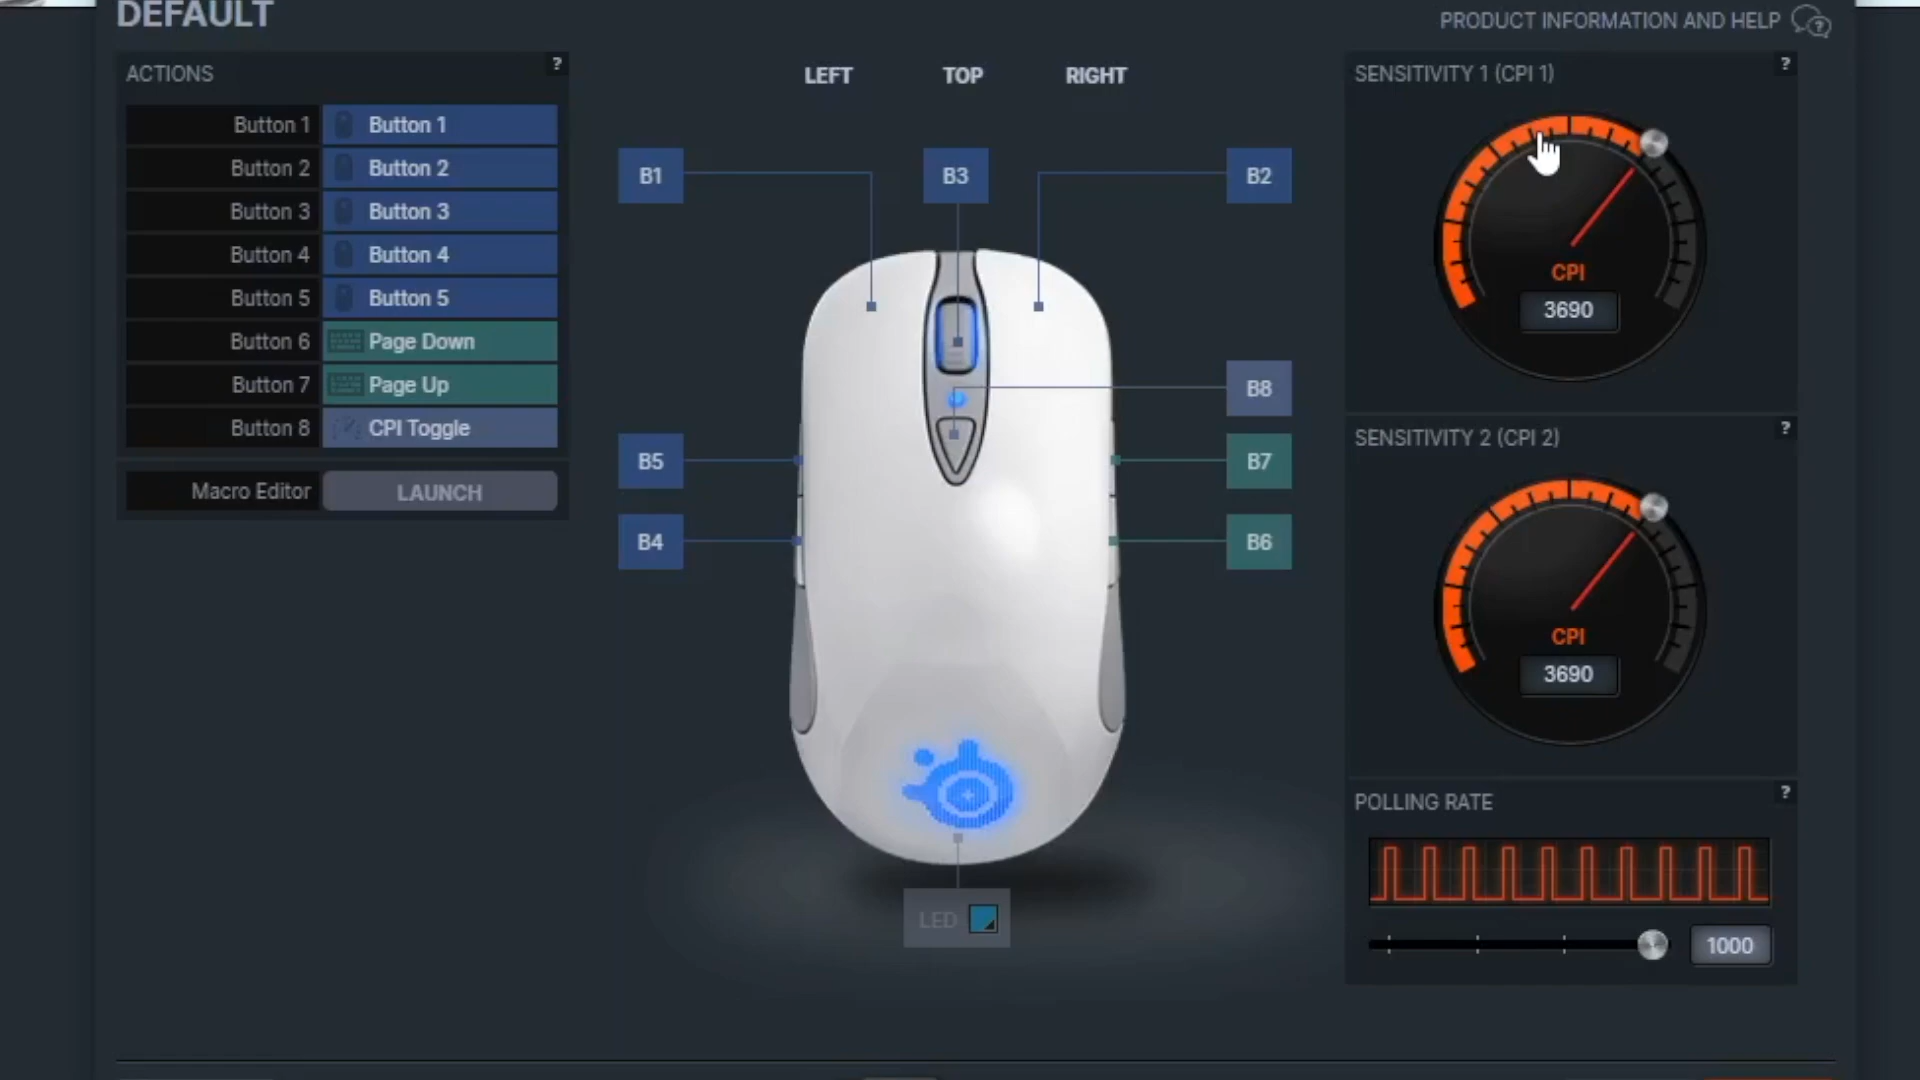 DEFAULT
PRODUCT INFORMATION AND HELP ?
ACTIONS ?
Button 1 Button 1
Button 2 Button 2
Button 3 Button 3
Button 4 Button 4
Button 5 Button 5
Button 6 Page Down
Button 7 Page Up
Button 8 CPI Toggle
Macro Editor LAUNCH
LEFT TOP RIGHT
B1 B3 B2
B8
B5 B7
B4 B6
LED
SENSITIVITY 1 (CPI 1) ?
CPI
3690
SENSITIVITY 2 (CPI 2) ?
CPI
3690
POLLING RATE ?
1000